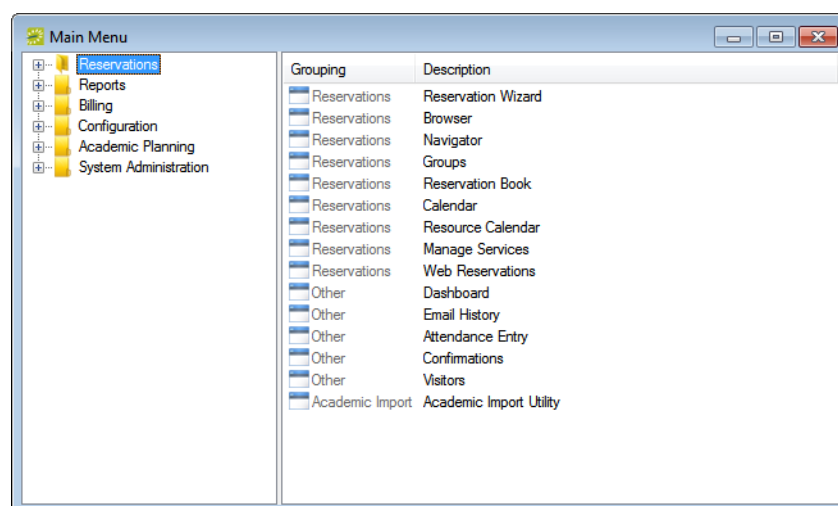 Main Menu
Reservations
Reports
Billing
Configuration
Academic Planning
System Administration
Grouping Description
Reservations Reservation Wizard
Reservations Browser
Reservations Navigator
Reservations Groups
Reservations Reservation Book
Reservations Calendar
Reservations Resource Calendar
Reservations Manage Services
Reservations Web Reservations
Other Dashboard
Other Email History
Other Attendance Entry
Other Confirmations
Other Visitors
Academic Import Academic Import Utility